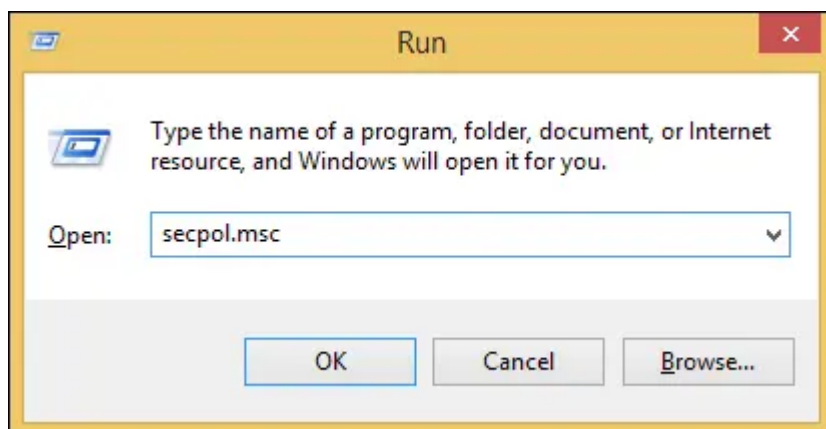 Run
Type the name of a program, folder, document, or Internet
resource, and Windows will open it for you.
Open: secpol.msc
OK Cancel Browse...